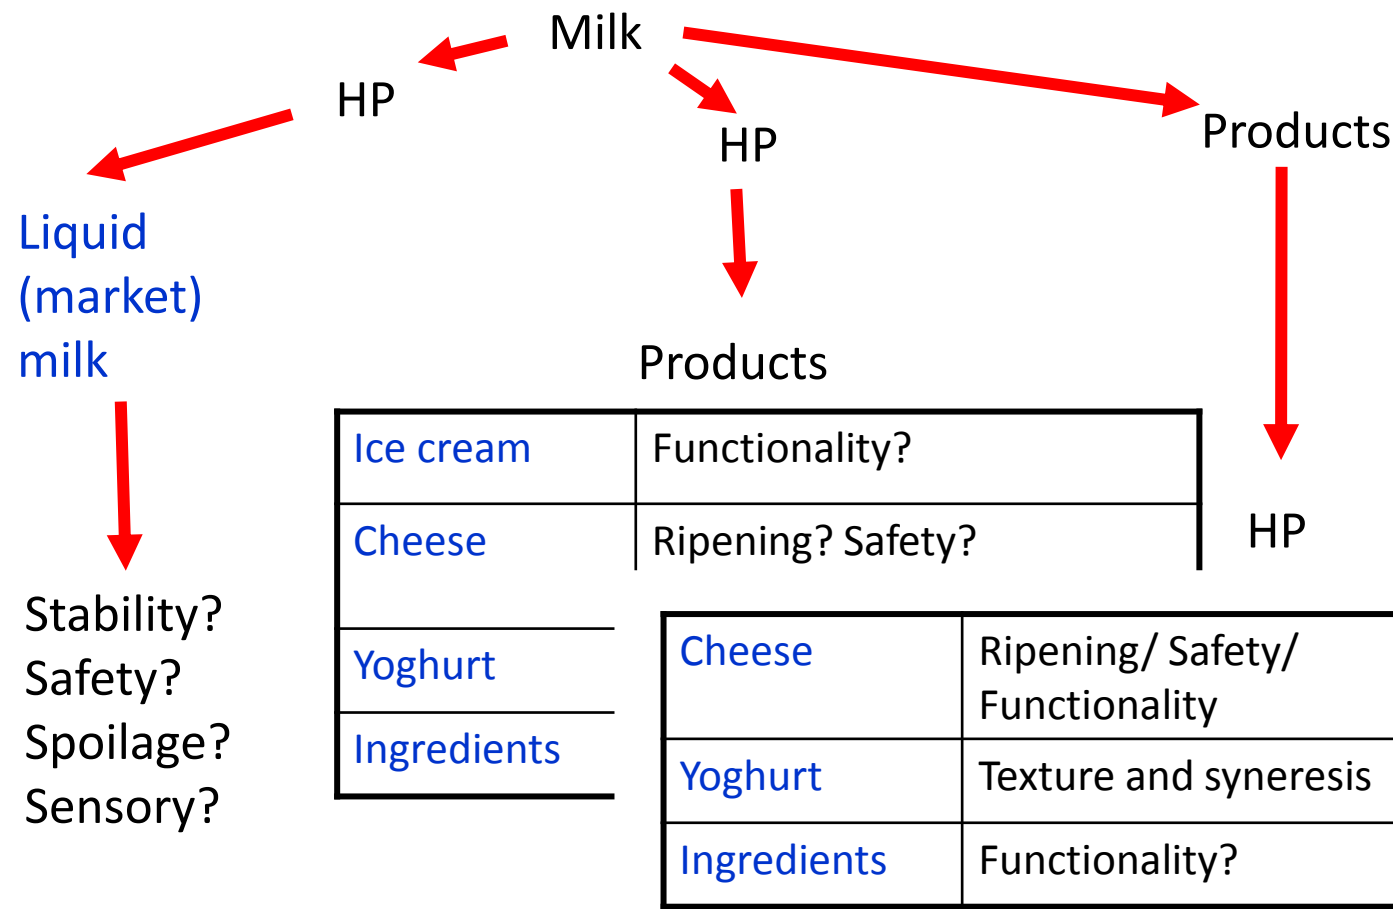 Milk
HP
HP
Products
Liquid
(market)
milk
Products
Ice cream
Functionality?
Cheese
Ripening? Safety?
Yoghurt
Ingredients
HP
Stability?
Safety?
Spoilage?
Sensory?
Cheese
Ripening/ Safety/
Functionality
Yoghurt
Texture and syneresis
Ingredients
Functionality?